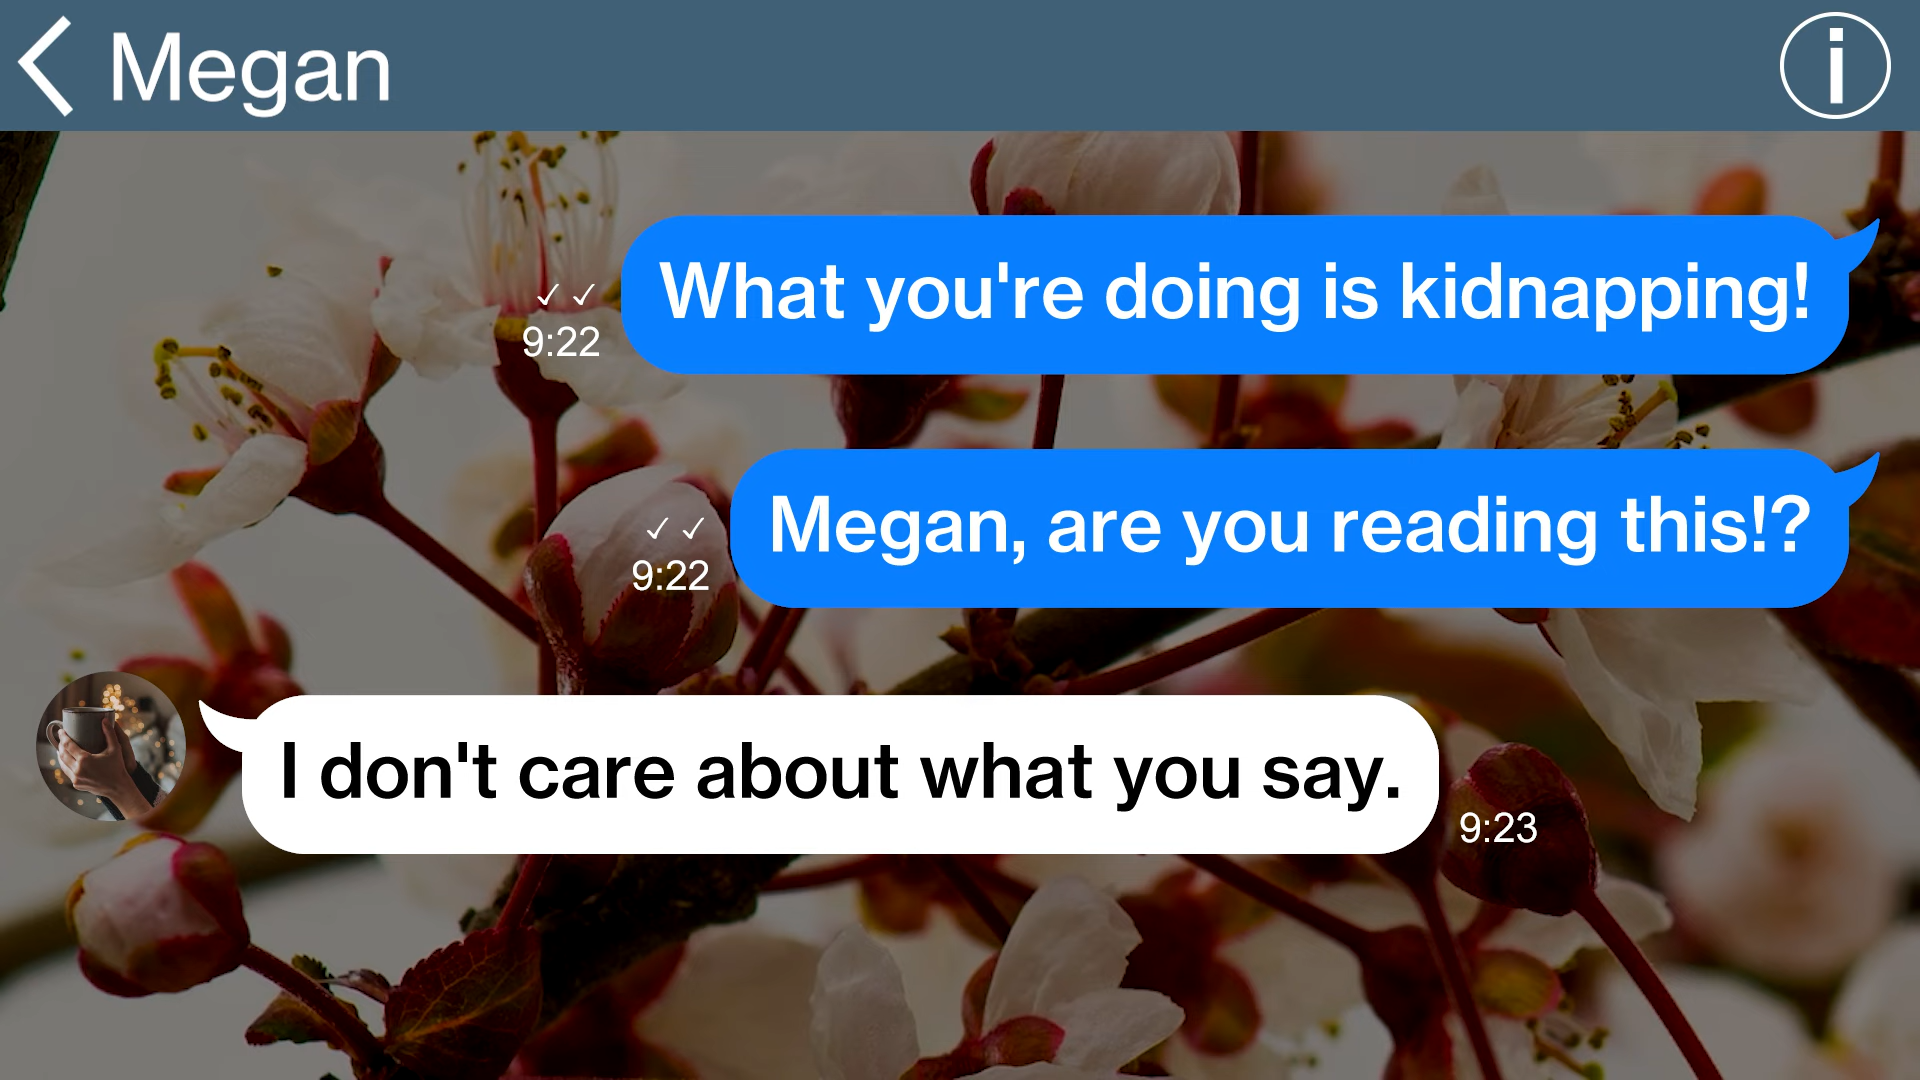 Megan
What you're doing is kidnapping!
✓✓
9:22
Megan, are you reading this!?
✓✓
9:22
I don't care about what you say.
9:23